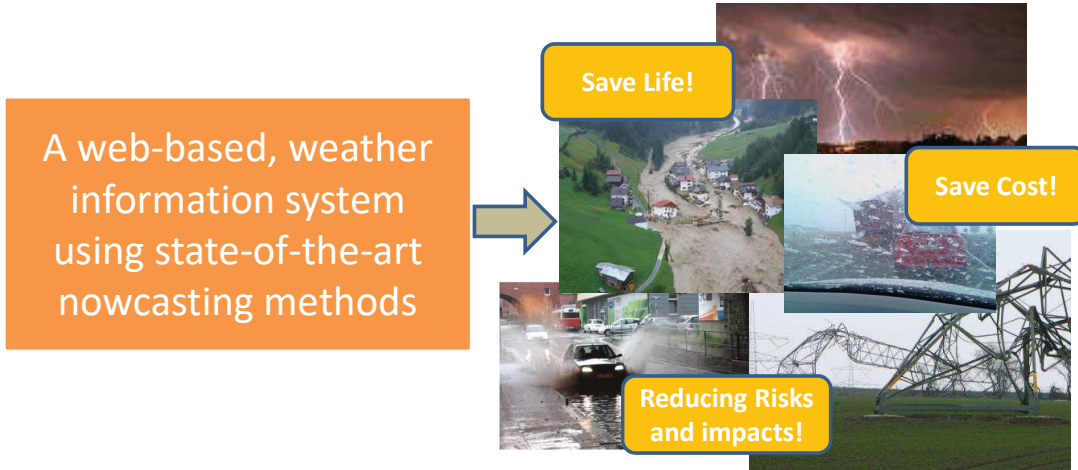 A web-based, weather
information system
using state-of-the-art
nowcasting methods
Save Life!
Save Cost!
Reducing Risks
and impacts!